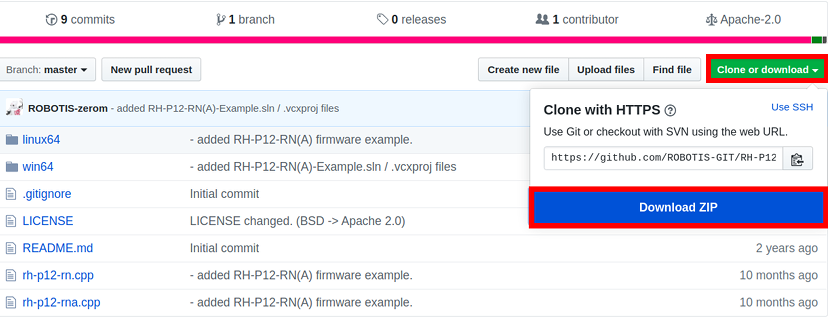 9 commits 1 branch 0 releases 1 contributor Apache-2.0
Branch: master New pull request Create new file Upload files Find file Clone or download
ROBOTIS-zerom - added RH-P12-RN(A)-Example.sln / .vcxproj files
Clone with HTTPS ? Use SSH
Use Git or checkout with SVN using the web URL.
https://github.com/ROBOTIS-GIT/RH-P12
Download ZIP
linux64 - added RH-P12-RN(A) firmware example.
win64 - added RH-P12-RN(A)-Example.sln / .vcxproj files
.gitignore Initial commit
LICENSE LICENSE changed. (BSD -> Apache 2.0)
README.md Initial commit 2 years ago
rh-p12-rn.cpp - added RH-P12-RN(A) firmware example. 10 months ago
rh-p12-rna.cpp - added RH-P12-RN(A) firmware example. 10 months ago